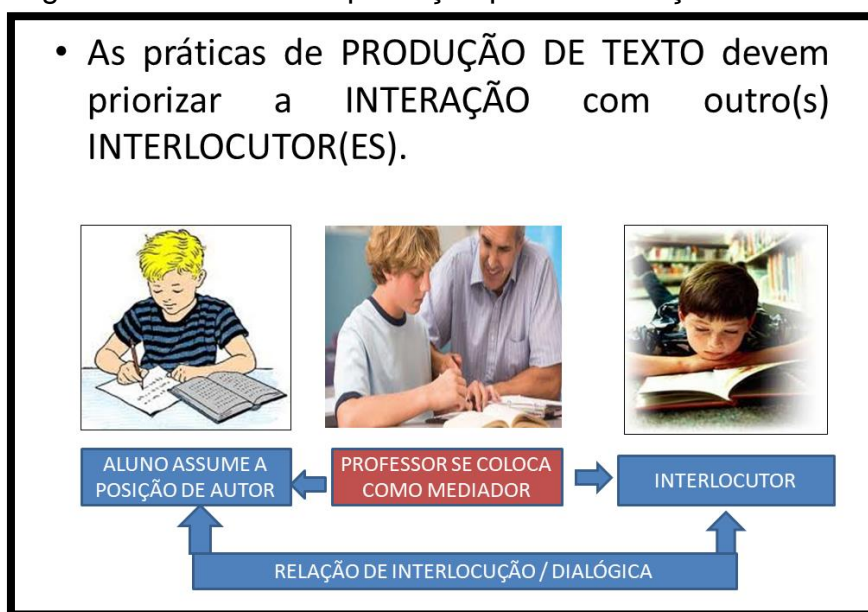 • As práticas de PRODUÇÃO DE TEXTO devem
priorizar a INTERAÇÃO com outro(s)
INTERLOCUTOR(ES).
ALUNO ASSUME A
POSIÇÃO DE AUTOR
PROFESSOR SE COLOCA
COMO MEDIADOR
INTERLOCUTOR
RELAÇÃO DE INTERLOCUÇÃO / DIALÓGICA